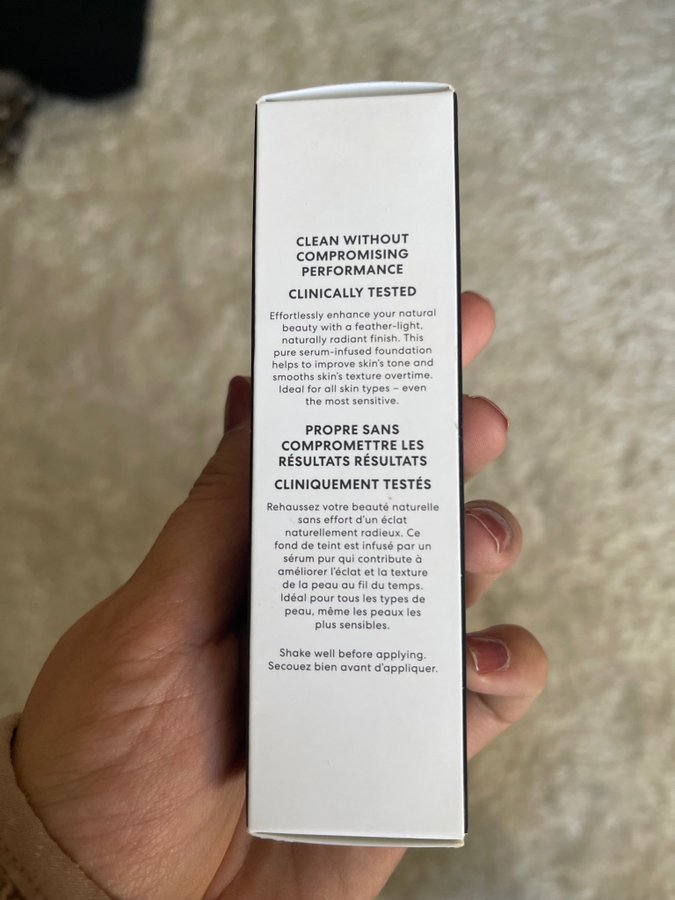 CLEAN WITHOUT
COMPROMISING
PERFORMANCE
CLINICALLY TESTED
Effortlessly enhance your natural
beauty with a feather-light,
naturally radiant finish. This
pure serum-infused foundation
helps to improve skin's tone and
smooths skin's texture overtime.
Ideal for all skin types – even
the most sensitive.
PROPRE SANS
COMPROMETTRE LES
RÉSULTATS RÉSULTATS
CLINIQUEMENT TESTÉS
Rehaussez votre beauté naturelle
sans effort d'un éclat
naturellement radieux. Ce
fond de teint est infusé par un
sérum pur qui contribute à
améliorer l'éclat et la texture
de la peau au fil du temps.
Idéal pour tous les types de
peau, même les peaux les
plus sensibles.
Shake well before applying.
Secouez bien avant d'appliquer.